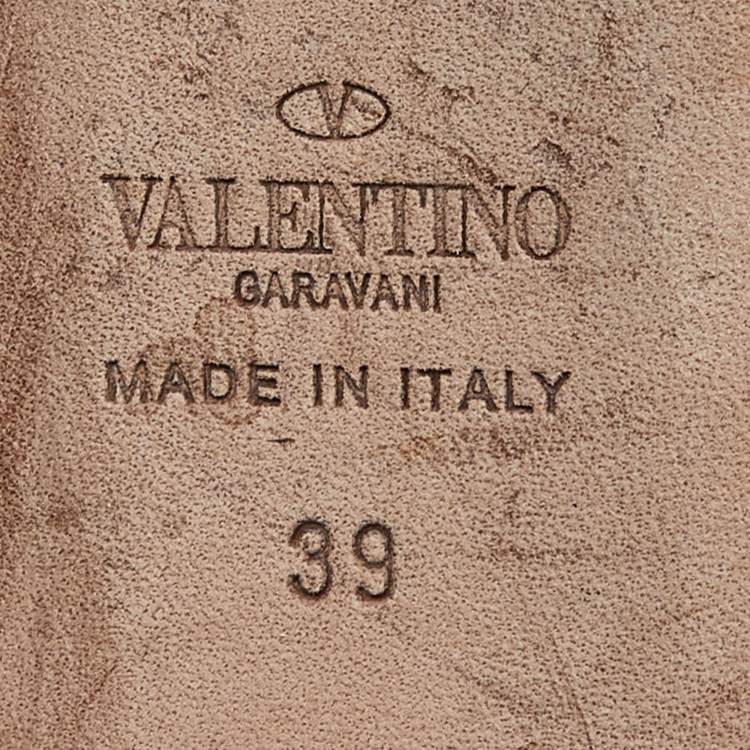 V
VALENTINO
GARAVANI
MADE IN ITALY
39